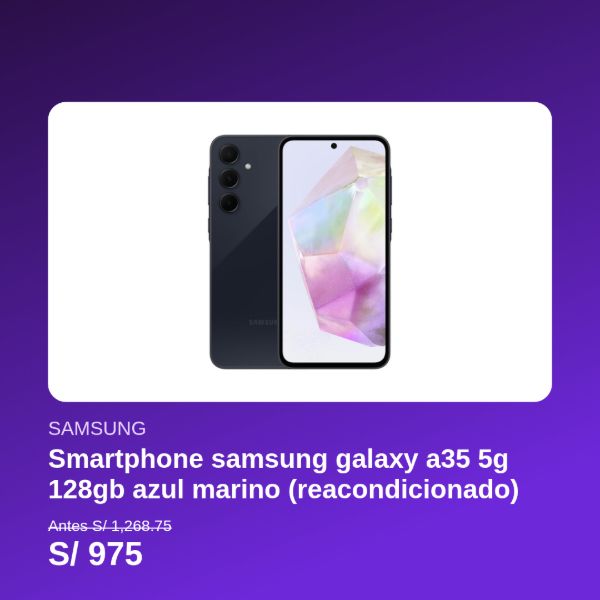 SAMSUNG
Smartphone samsung galaxy a35 5g
128gb azul marino (reacondicionado)
Antes S/ 1,268.75
S/ 975